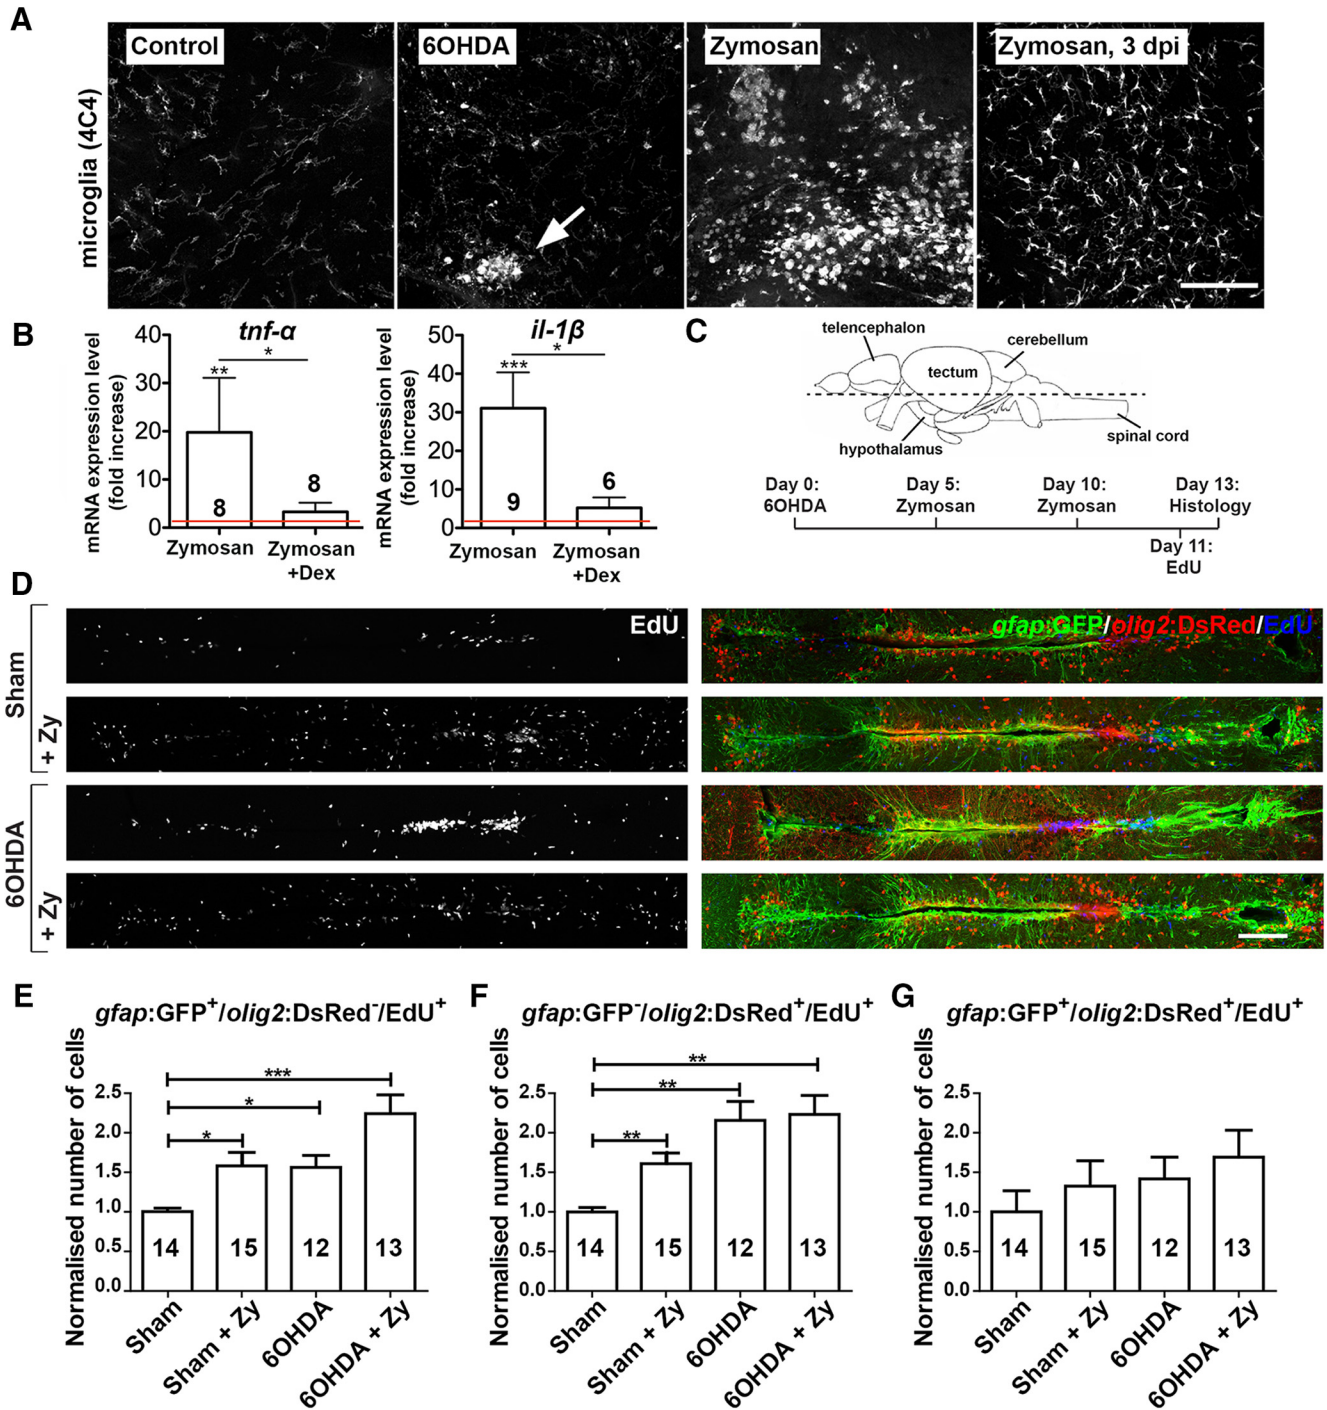 A
Control
6OHDA
Zymosan
Zymosan, 3 dpi
microglia (4C4)
B
tnf-α
mRNA expression level
(fold increase)
40
30
20
10
0
**
*
8
8
Zymosan
Zymosan
+Dex
il-1β
mRNA expression level
(fold increase)
50
40
30
20
10
0
***
*
9
6
Zymosan
Zymosan
+Dex
C
telencephalon
cerebellum
tectum
hypothalamus
spinal cord
Day 0:
6OHDA
Day 5:
Zymosan
Day 10:
Zymosan
Day 13:
Histology
Day 11:
EdU
D
Sham
+ Zy
6OHDA
+ Zy
EdU
gfap:GFP/olig2:DsRed/EdU
E
gfap:GFP+/olig2:DsRed-/EdU+
Normalised number of cells
2.5
2.0
1.5
1.0
0.5
0.0
***
*
*
14
15
12
13
Sham
Sham + Zy
6OHDA
6OHDA + Zy
F
gfap:GFP-/olig2:DsRed+/EdU+
Normalised number of cells
2.5
2.0
1.5
1.0
0.5
0.0
**
**
**
14
15
12
13
Sham
Sham + Zy
6OHDA
6OHDA + Zy
G
gfap:GFP+/olig2:DsRed+/EdU+
Normalised number of cells
2.5
2.0
1.5
1.0
0.5
0.0
14
15
12
13
Sham
Sham + Zy
6OHDA
6OHDA + Zy